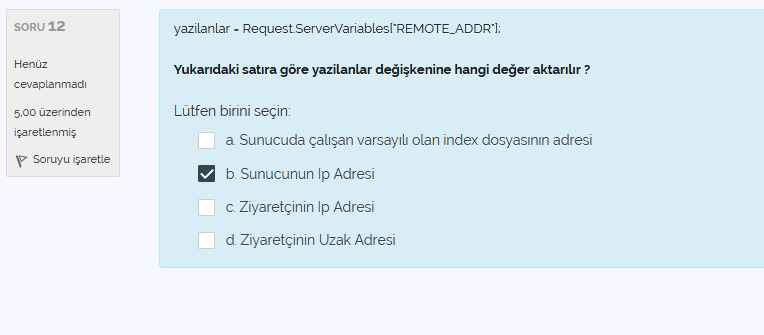 SORU 12
Henüz
cevaplanmadı
5,00 üzerinden
işaretlenmiş
Soruyu işaretle
yazilanlar = Request.ServerVariables["REMOTE_ADDR"];
Yukarıdaki satıra göre yazilanlar değişkenine hangi değer aktarılır ?
Lütfen birini seçin:
a. Sunucuda çalışan varsayılı olan index dosyasının adresi
b. Sunucunun Ip Adresi
c. Ziyaretçinin Ip Adresi
d. Ziyaretçinin Uzak Adresi